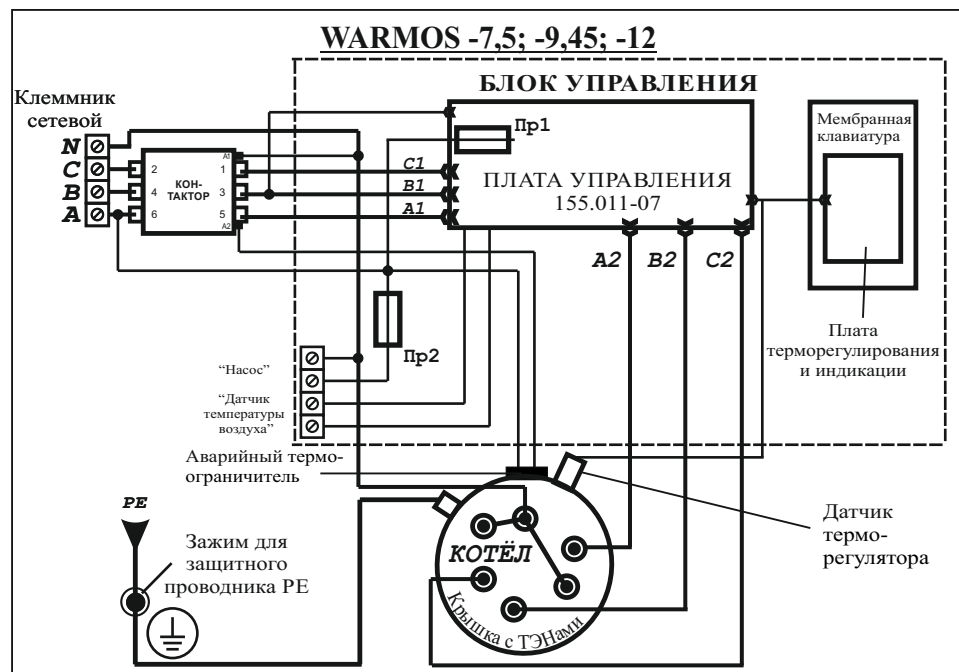 WARMOS -7,5; -9,45; -12
БЛОК УПРАВЛЕНИЯ
Клеммник
сетевой
N
C
B
A
2
4
6
КОН-
ТАКТОР
A1
1
3
5
A2
C1
B1
A1
Пр1
ПЛАТА УПРАВЛЕНИЯ
155.011-07
A2
B2
C2
Мембранная
клавиатура
Плата
терморегулирования
и индикации
Пр2
“Насос”
“Датчик
температуры
воздуха”
Аварийный термо-
ограничитель
PE
Зажим для
защитного
проводника PE
КОТЁЛ
Крышка с ТЭНами
Датчик
термо-
регулятора